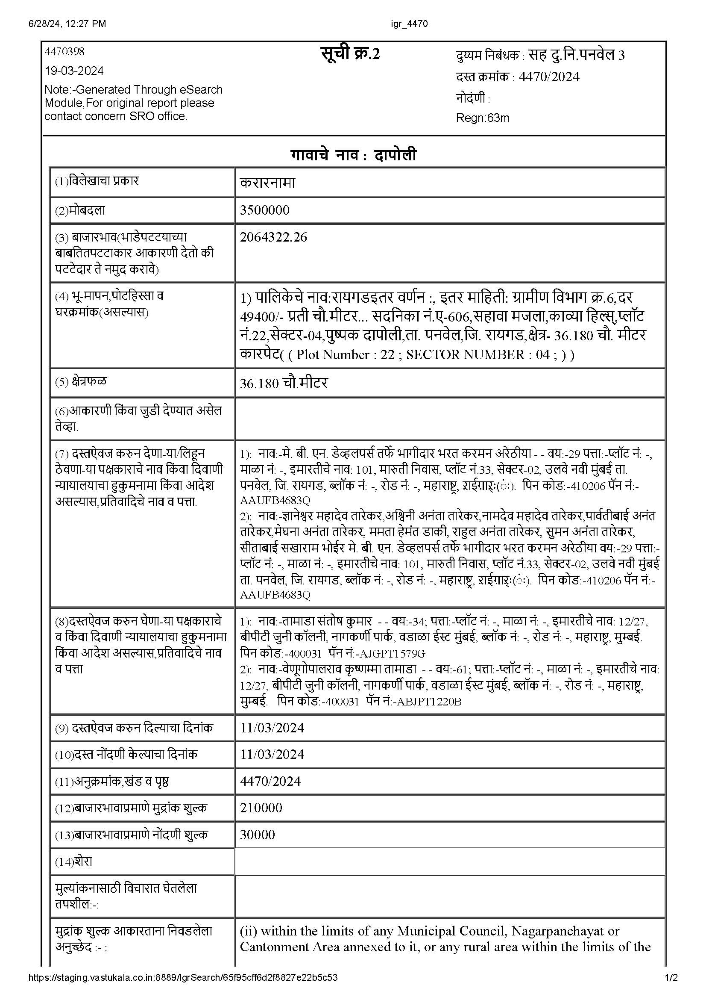 6/28/24, 12:27 PM
igr_4470
4470398
19-03-2024
Note:-Generated Through eSearch
Module,For original report please
contact concern SRO office.
सूची क्र.2
दुय्यम निबंधक : सह दु.नि.पनवेल 3
दस्त क्रमांक : 4470/2024
नोदंणी :
Regn:63m
गावाचे नाव : दापोली
(1)विलेखाचा प्रकार
करारनामा
(2)मोबदला
3500000
(3) बाजारभाव(भाडेपटटयाच्या
बाबतितपटटाकार आकारणी देतो की
पटटेदार ते नमुद करावे)
2064322.26
(4) भू-मापन,पोटहिस्सा व
घरक्रमांक(असल्यास)
1) पालिकेचे नाव:रायगडइतर वर्णन :, इतर माहिती: ग्रामीण विभाग क्र.6,दर
49400/- प्रती चौ.मीटर... सदनिका नं.ए-606,सहावा मजला,काव्या हिल्स्,प्लॉट
नं.22,सेक्टर-04,पुष्पक दापोली,ता. पनवेल,जि. रायगड,क्षेत्र- 36.180 चौ. मीटर
कारपेट( ( Plot Number : 22 ; SECTOR NUMBER : 04 ; ) )
(5) क्षेत्रफळ
36.180 चौ.मीटर
(6)आकारणी किंवा जुडी देण्यात असेल
तेव्हा.
(7) दस्तऐवज करुन देणा-या/लिहून
ठेवणा-या पक्षकाराचे नाव किंवा दिवाणी
न्यायालयाचा हुकुमनामा किंवा आदेश
असल्यास,प्रतिवादिचे नाव व पत्ता.
1): नाव:-मे. बी. एन. डेव्हलपर्स तर्फे भागीदार भरत करमन अरेठीया - - वय:-29 पत्ता:-प्लॉट नं: -,
माळा नं: -, इमारतीचे नाव: 101, मारुती निवास, प्लॉट नं.33, सेक्टर-02, उलवे नवी मुंबई ता.
पनवेल, जि. रायगड, ब्लॉक नं: -, रोड नं: -, महाराष्ट्र, ऱाईग़ाऱ्:(ंः). पिन कोड:-410206 पॅन नं:-
AAUFB4683Q
2): नाव:-ज्ञानेश्वर महादेव तारेकर,अश्विनी अनंता तारेकर,नामदेव महादेव तारेकर,पार्वतीबाई अनंत
तारेकर,मेघना अनंता तारेकर, ममता हेमंत डाकी, राहुल अनंता तारेकर, सुमन अनंता तारेकर,
सीताबाई सखाराम भोईर मे. बी. एन. डेव्हलपर्स तर्फे भागीदार भरत करमन अरेठीया वय:-29 पत्ता:-
प्लॉट नं: -, माळा नं: -, इमारतीचे नाव: 101, मारुती निवास, प्लॉट नं.33, सेक्टर-02, उलवे नवी मुंबई
ता. पनवेल, जि. रायगड, ब्लॉक नं: -, रोड नं: -, महाराष्ट्र, ऱाईग़ाऱ्:(ंः). पिन कोड:-410206 पॅन नं:-
AAUFB4683Q
(8)दस्तऐवज करुन घेणा-या पक्षकाराचे
व किंवा दिवाणी न्यायालयाचा हुकुमनामा
किंवा आदेश असल्यास,प्रतिवादिचे नाव
व पत्ता
1): नाव:-तामाडा संतोष कुमार - - वय:-34; पत्ता:-प्लॉट नं: -, माळा नं: -, इमारतीचे नाव: 12/27,
बीपीटी जुनी कॉलनी, नागकर्णी पार्क, वडाळा ईस्ट मुंबई, ब्लॉक नं: -, रोड नं: -, महाराष्ट्र, मुम्बई.
पिन कोड:-400031 पॅन नं:-AJGPT1579G
2): नाव:-वेणूगोपालराव कृष्णम्मा तामाडा - - वय:-61; पत्ता:-प्लॉट नं: -, माळा नं: -, इमारतीचे नाव:
12/27, बीपीटी जुनी कॉलनी, नागकर्णी पार्क, वडाळा ईस्ट मुंबई, ब्लॉक नं: -, रोड नं: -, महाराष्ट्र,
मुम्बई. पिन कोड:-400031 पॅन नं:-ABJPT1220B
(9) दस्तऐवज करुन दिल्याचा दिनांक
11/03/2024
(10)दस्त नोंदणी केल्याचा दिनांक
11/03/2024
(11)अनुक्रमांक,खंड व पृष्ठ
4470/2024
(12)बाजारभावाप्रमाणे मुद्रांक शुल्क
210000
(13)बाजारभावाप्रमाणे नोंदणी शुल्क
30000
(14)शेरा
मुल्यांकनासाठी विचारात घेतलेला
तपशील:-:
मुद्रांक शुल्क आकारताना निवडलेला
अनुच्छेद :- :
(ii) within the limits of any Municipal Council, Nagarpanchayat or
Cantonment Area annexed to it, or any rural area within the limits of the
https://staging.vastukala.co.in:8889/IgrSearch/65f95cff6d2f8827e22b5c53
1/2